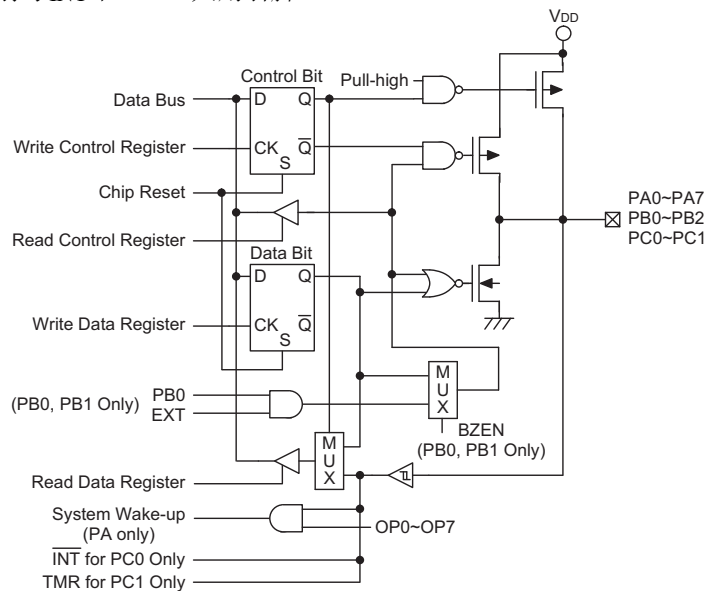 VDD
Control Bit
Pull-high
Data Bus
D Q
Write Control Register
CK Q
S
Chip Reset
PA0~PA7
PB0~PB2
PC0~PC1
Read Control Register
Data Bit
D Q
Write Data Register
CK Q
S
M
U
X
(PB0, PB1 Only)
PB0
EXT
BZEN
(PB0, PB1 Only)
M
U
X
Read Data Register
System Wake-up
(PA only)
OP0~OP7
INT for PC0 Only
TMR for PC1 Only